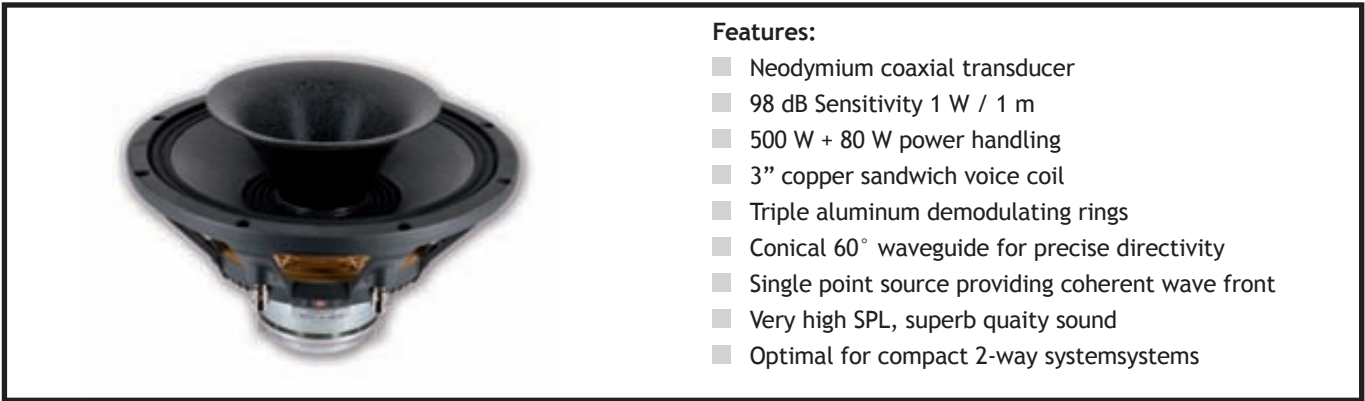 Features:
Neodymium coaxial transducer
98 dB Sensitivity 1 W / 1 m
500 W + 80 W power handling
3” copper sandwich voice coil
Triple aluminum demodulating rings
Conical 60° waveguide for precise directivity
Single point source providing coherent wave front
Very high SPL, superb quaity sound
Optimal for compact 2-way systemsystems